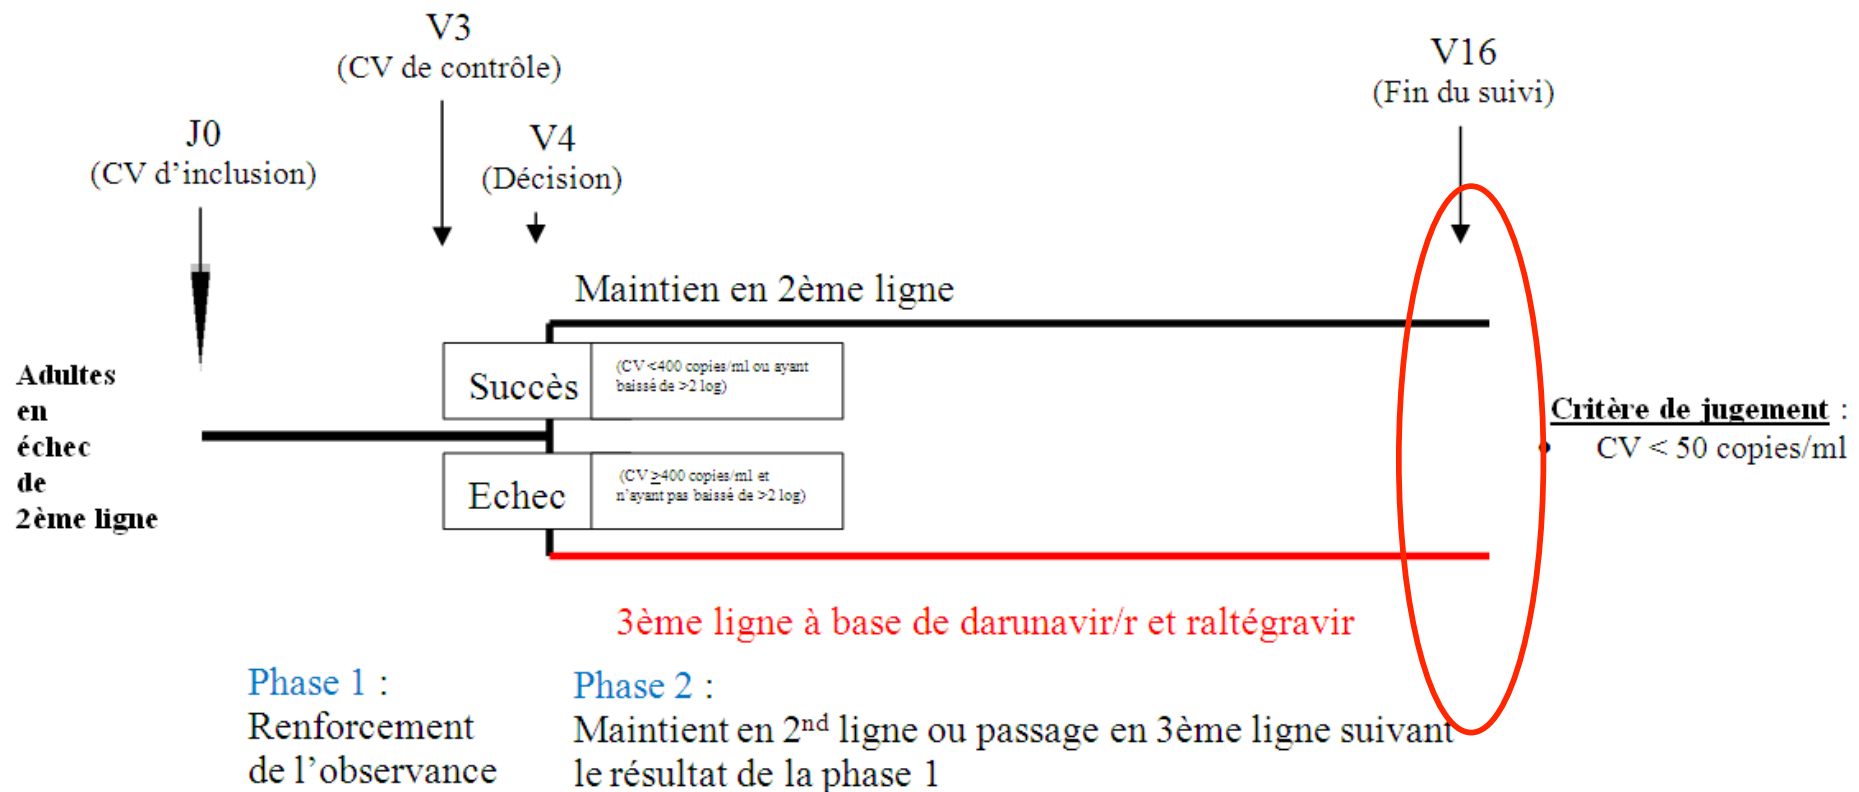 V3
(CV de contrôle)
V16
(Fin du suivi)
J0
(CV d’inclusion)
V4
(Décision)
Maintien en 2ème ligne
Adultes
en
échec
de
2ème ligne
Succès
(CV <400 copies/ml ou ayant
baissé de >2 log)
Echec
(CV ≥400 copies/ml et
n’ayant pas baissé de >2 log)
Critère de jugement :
• CV < 50 copies/ml
3ème ligne à base de darunavir/r et raltégravir
Phase 1 :
Renforcement
de l’observance
Phase 2 :
Maintient en 2nd ligne ou passage en 3ème ligne suivant
le résultat de la phase 1